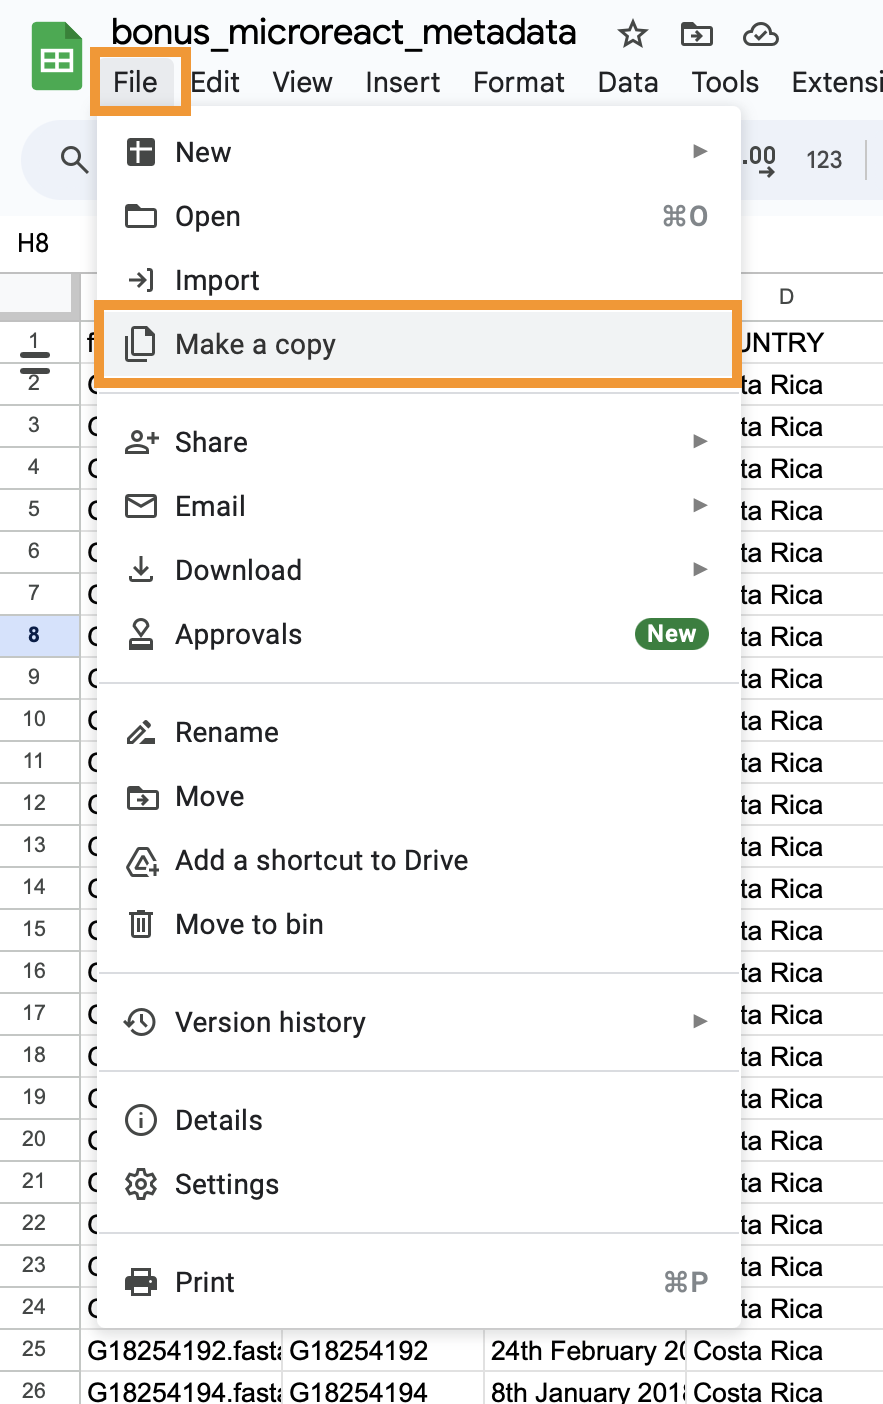 bonus_microreact_metadata
File Edit View Insert Format Data Tools Extensi
New .00 123
Open ⌘O
H8
Import
D
1 f Make a copy UNTRY
2 ta Rica
3 ta Rica
Share
4 ta Rica
5 Email ta Rica
6 ta Rica
Download
7 ta Rica
8 Approvals New ta Rica
9 ta Rica
10 ta Rica
Rename
11 ta Rica
12 Move ta Rica
13 ta Rica
Add a shortcut to Drive
14 ta Rica
15 Move to bin ta Rica
16 ta Rica
17 Version history ta Rica
18 ta Rica
19 ta Rica
Details
20 ta Rica
21 Settings ta Rica
22 ta Rica
23 ta Rica
Print ⌘P
24 ta Rica
25 G18254192.fasta G18254192 24th February 20 Costa Rica
26 G18254194.fasta G18254194 8th January 2018 Costa Rica